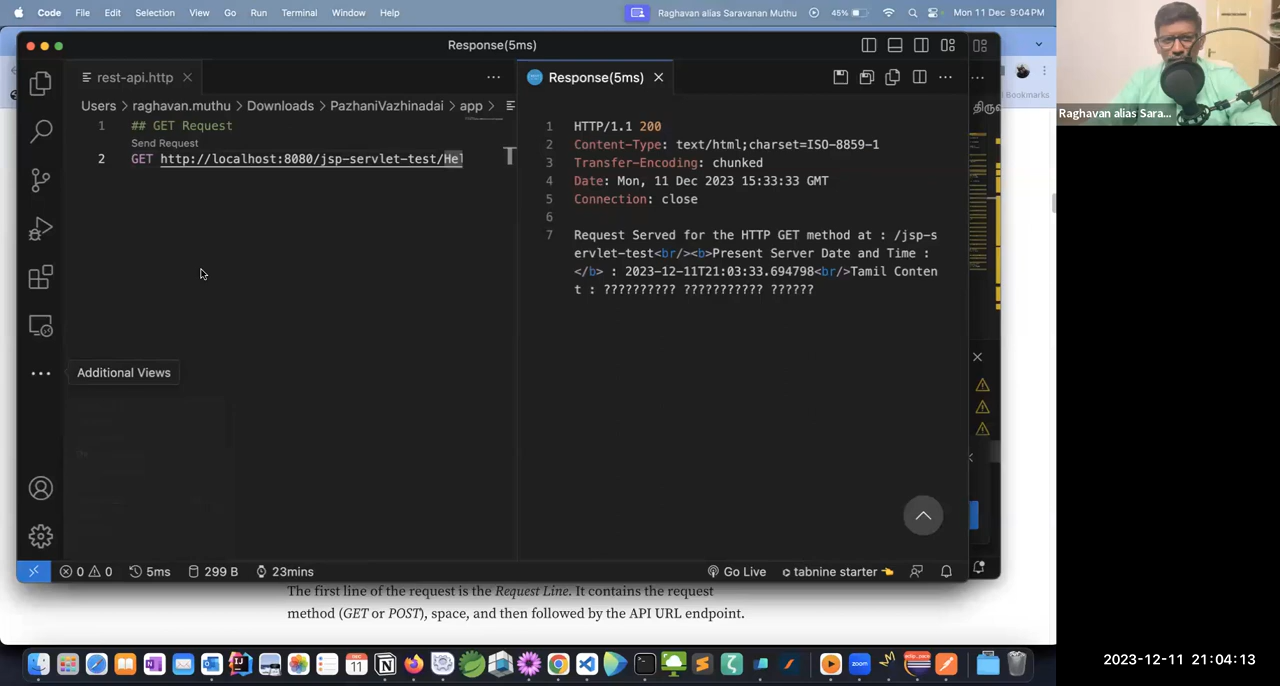 Code File Edit Selection View Go Run Terminal Window Help Raghavan alias Saravanan Muthu 45% Mon 11 Dec 9:04 PM
Response(5ms)
rest-api.http
Response(5ms)
Users > raghavan.muthu > Downloads > PazhaniVazhinadai > app >
Bookmarks
1 ## GET Request
Send Request
2 GET http://localhost:8080/jsp-servlet-test/Hel
1 HTTP/1.1 200
2 Content-Type: text/html;charset=ISO-8859-1
3 Transfer-Encoding: chunked
4 Date: Mon, 11 Dec 2023 15:33:33 GMT
5 Connection: close
6
7 Request Served for the HTTP GET method at : /jsp-s
ervlet-test<br/><b>Present Server Date and Time :
</b> : 2023-12-11T21:03:33.694798<br/>Tamil Conten
t : ?????????? ??????????? ??????
Additional Views
0 0 5ms 299 B 23mins Go Live tabnine starter
The first line of the request is the Request Line. It contains the request
method (GET or POST), space, and then followed by the API URL endpoint.
Raghavan alias Sara...
2023-12-11 21:04:13